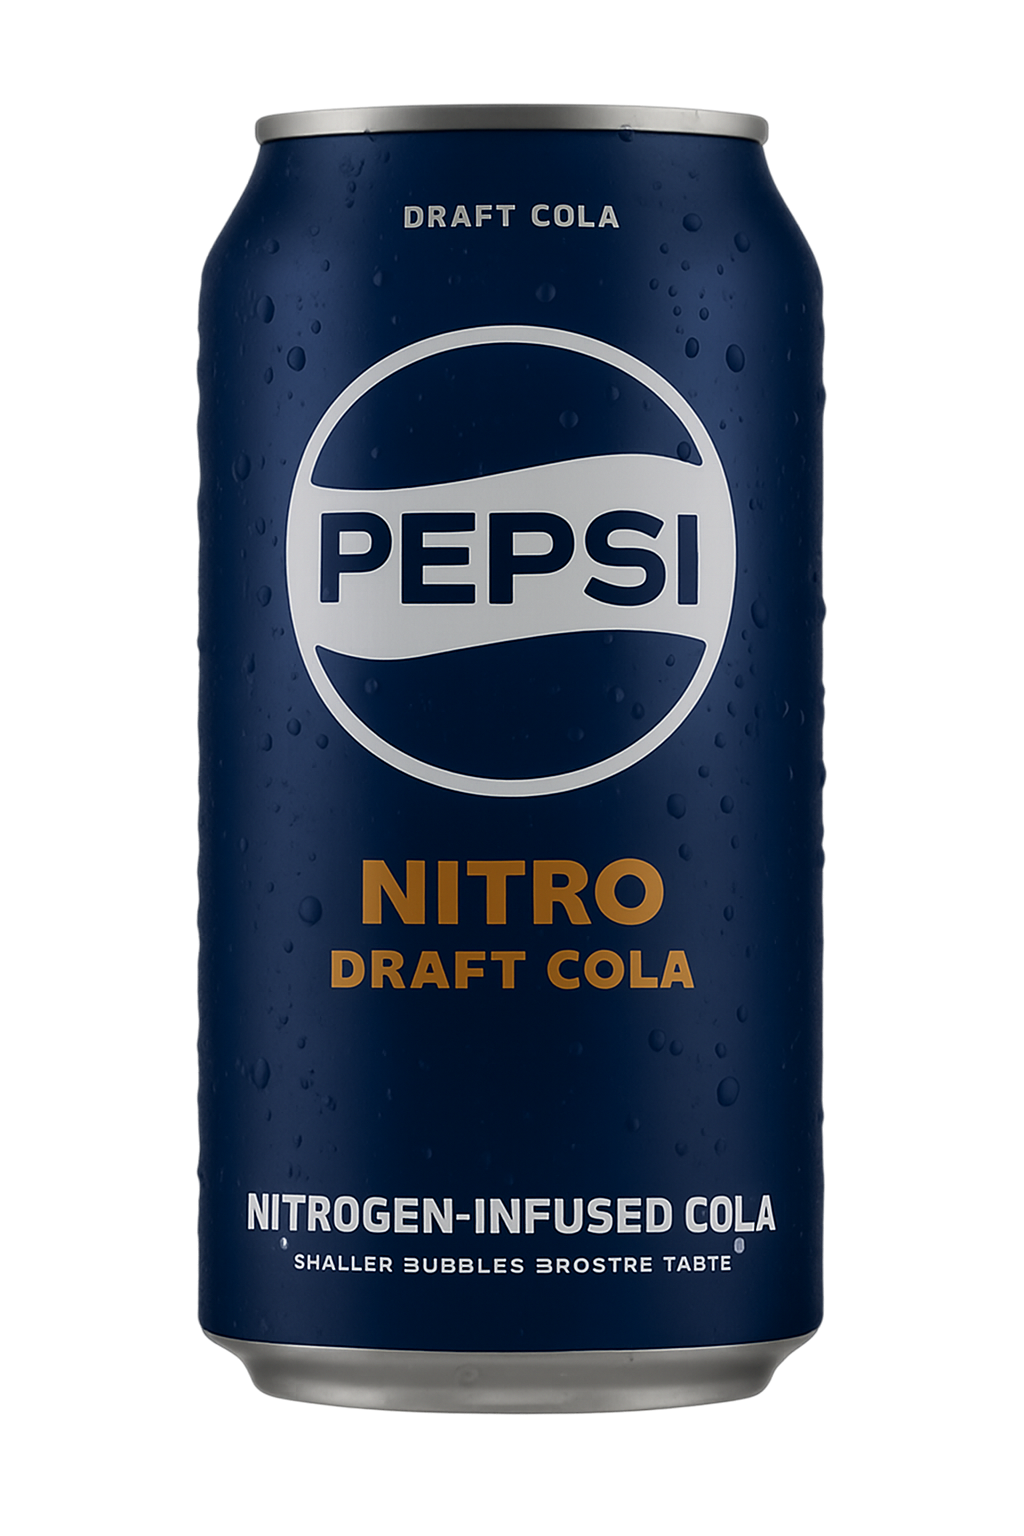 DRAFT COLA
PEPSI
NITRO
DRAFT COLA
NITROGEN-INFUSED COLA
SHALLER BUBBLES BROSTRE TABTE